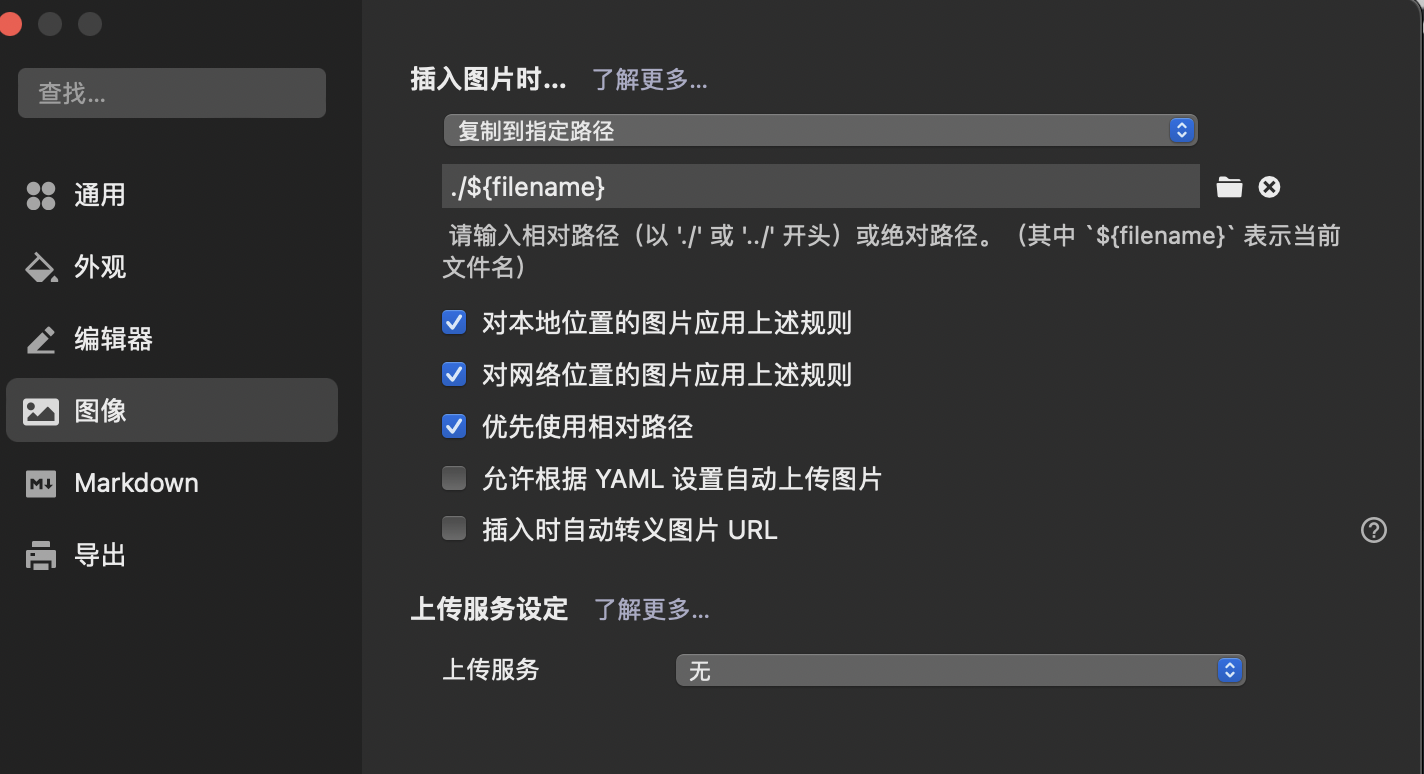 查找...
通用
外观
编辑器
图像
Markdown
导出
插入图片时... 了解更多...
复制到指定路径
./${filename}
请输入相对路径（以 './' 或 '../' 开头）或绝对路径。（其中 `${filename}` 表示当前
文件名）
对本地位置的图片应用上述规则
对网络位置的图片应用上述规则
优先使用相对路径
允许根据 YAML 设置自动上传图片
插入时自动转义图片 URL
上传服务设定 了解更多...
上传服务 无